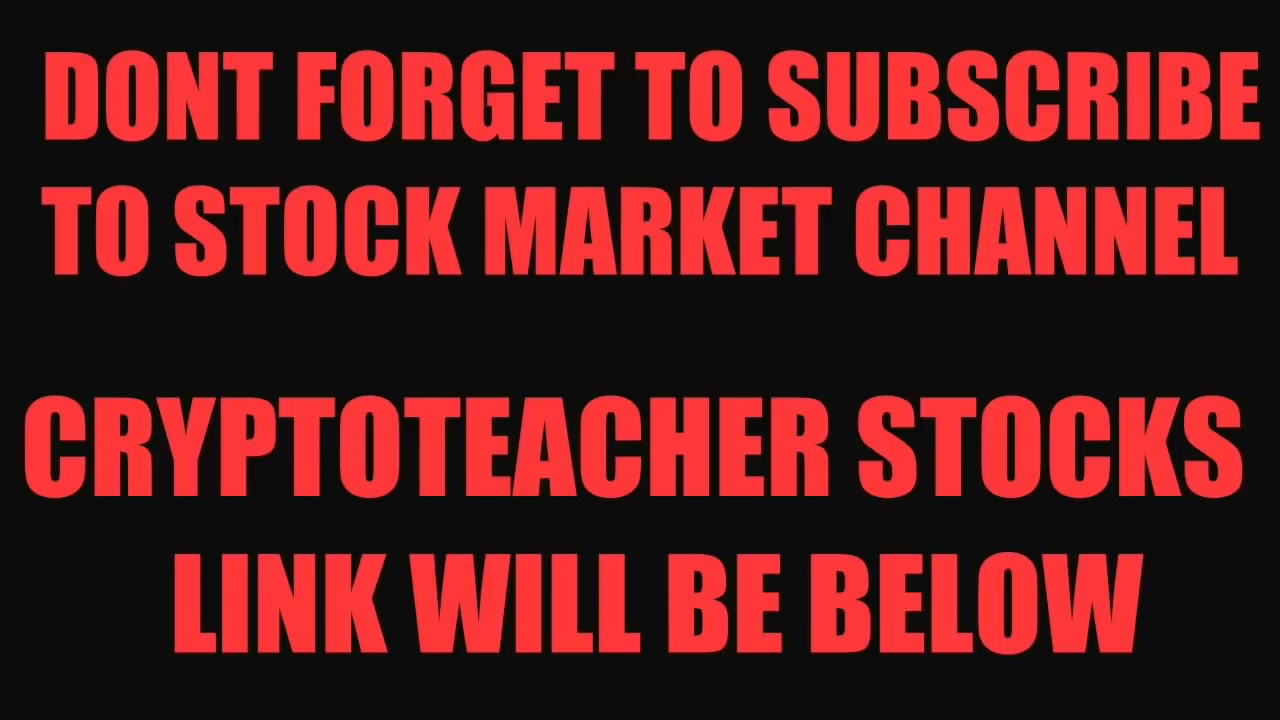 DONT FORGET TO SUBSCRIBE
TO STOCK MARKET CHANNEL
CRYPTOTEACHER STOCKS
LINK WILL BE BELOW